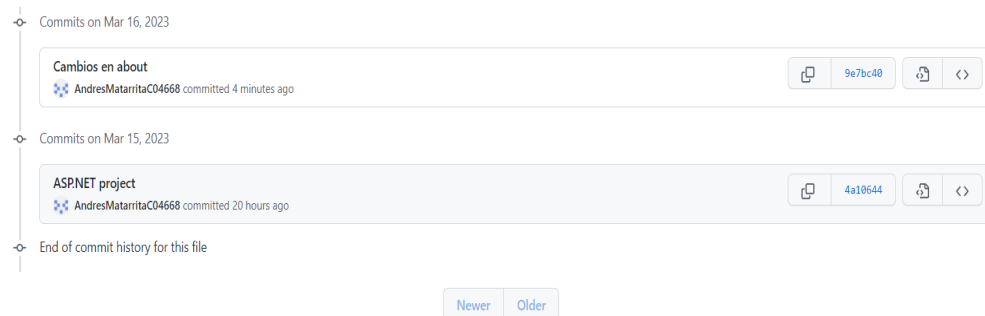 Commits on Mar 16, 2023
Cambios en about
9e7bc40
AndresMatarritaC04668 committed 4 minutes ago
Commits on Mar 15, 2023
ASP.NET project
4a10644
AndresMatarritaC04668 committed 20 hours ago
End of commit history for this file
Newer Older